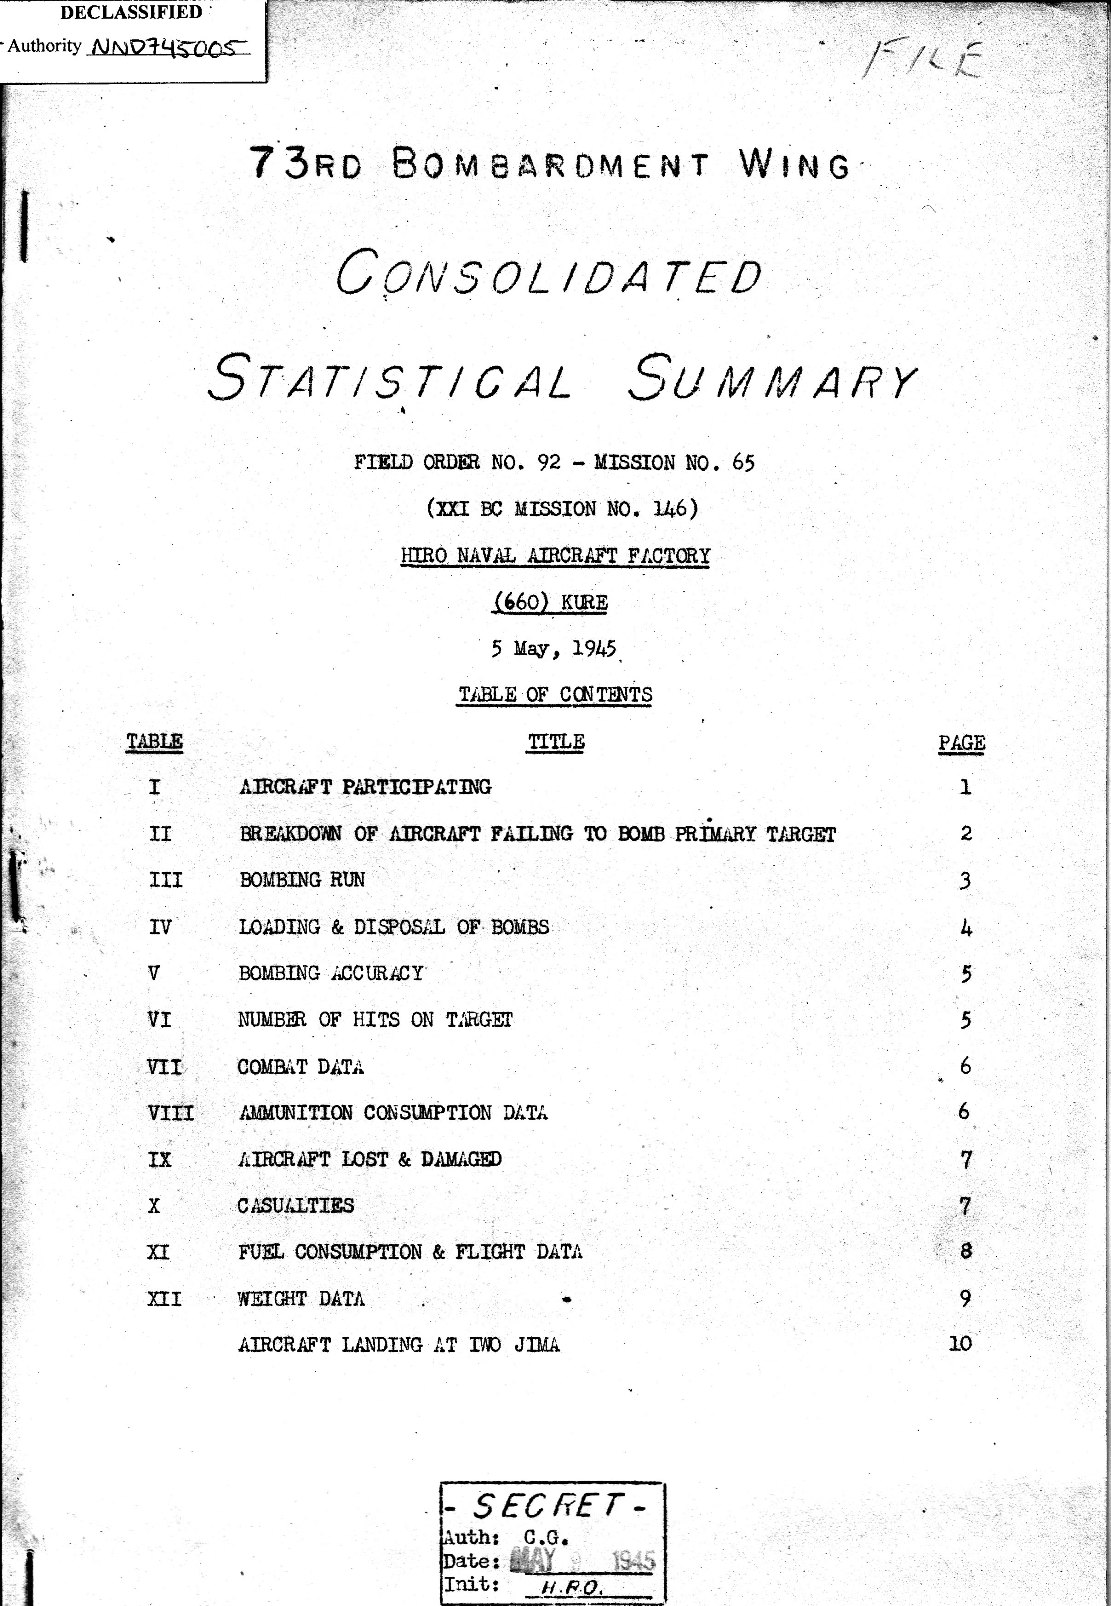 DECLASSIFIED
Authority NND745005
FILE
73RD BOMBARDMENT WING
CONSOLIDATED
STATISTICAL SUMMARY
FIELD ORDER NO. 92 - MISSION NO. 65
(XXI BC MISSION NO. 146)
HIRO NAVAL AIRCRAFT FACTORY
(660) KURE
5 May, 1945
TABLE OF CONTENTS
TABLE TITLE PAGE
I AIRCRAFT PARTICIPATING 1
II BREAKDOWN OF AIRCRAFT FAILING TO BOMB PRIMARY TARGET 2
III BOMBING RUN 3
IV LOADING & DISPOSAL OF BOMBS 4
V BOMBING ACCURACY 5
VI NUMBER OF HITS ON TARGET 5
VII COMBAT DATA 6
VIII AMMUNITION CONSUMPTION DATA 6
IX AIRCRAFT LOST & DAMAGED 7
X CASUALTIES 7
XI FUEL CONSUMPTION & FLIGHT DATA 8
XII WEIGHT DATA 9
AIRCRAFT LANDING AT IWO JIMA 10
- SECRET -
Auth: C.G.
Date: MAY 1945
Init: H.P.O.